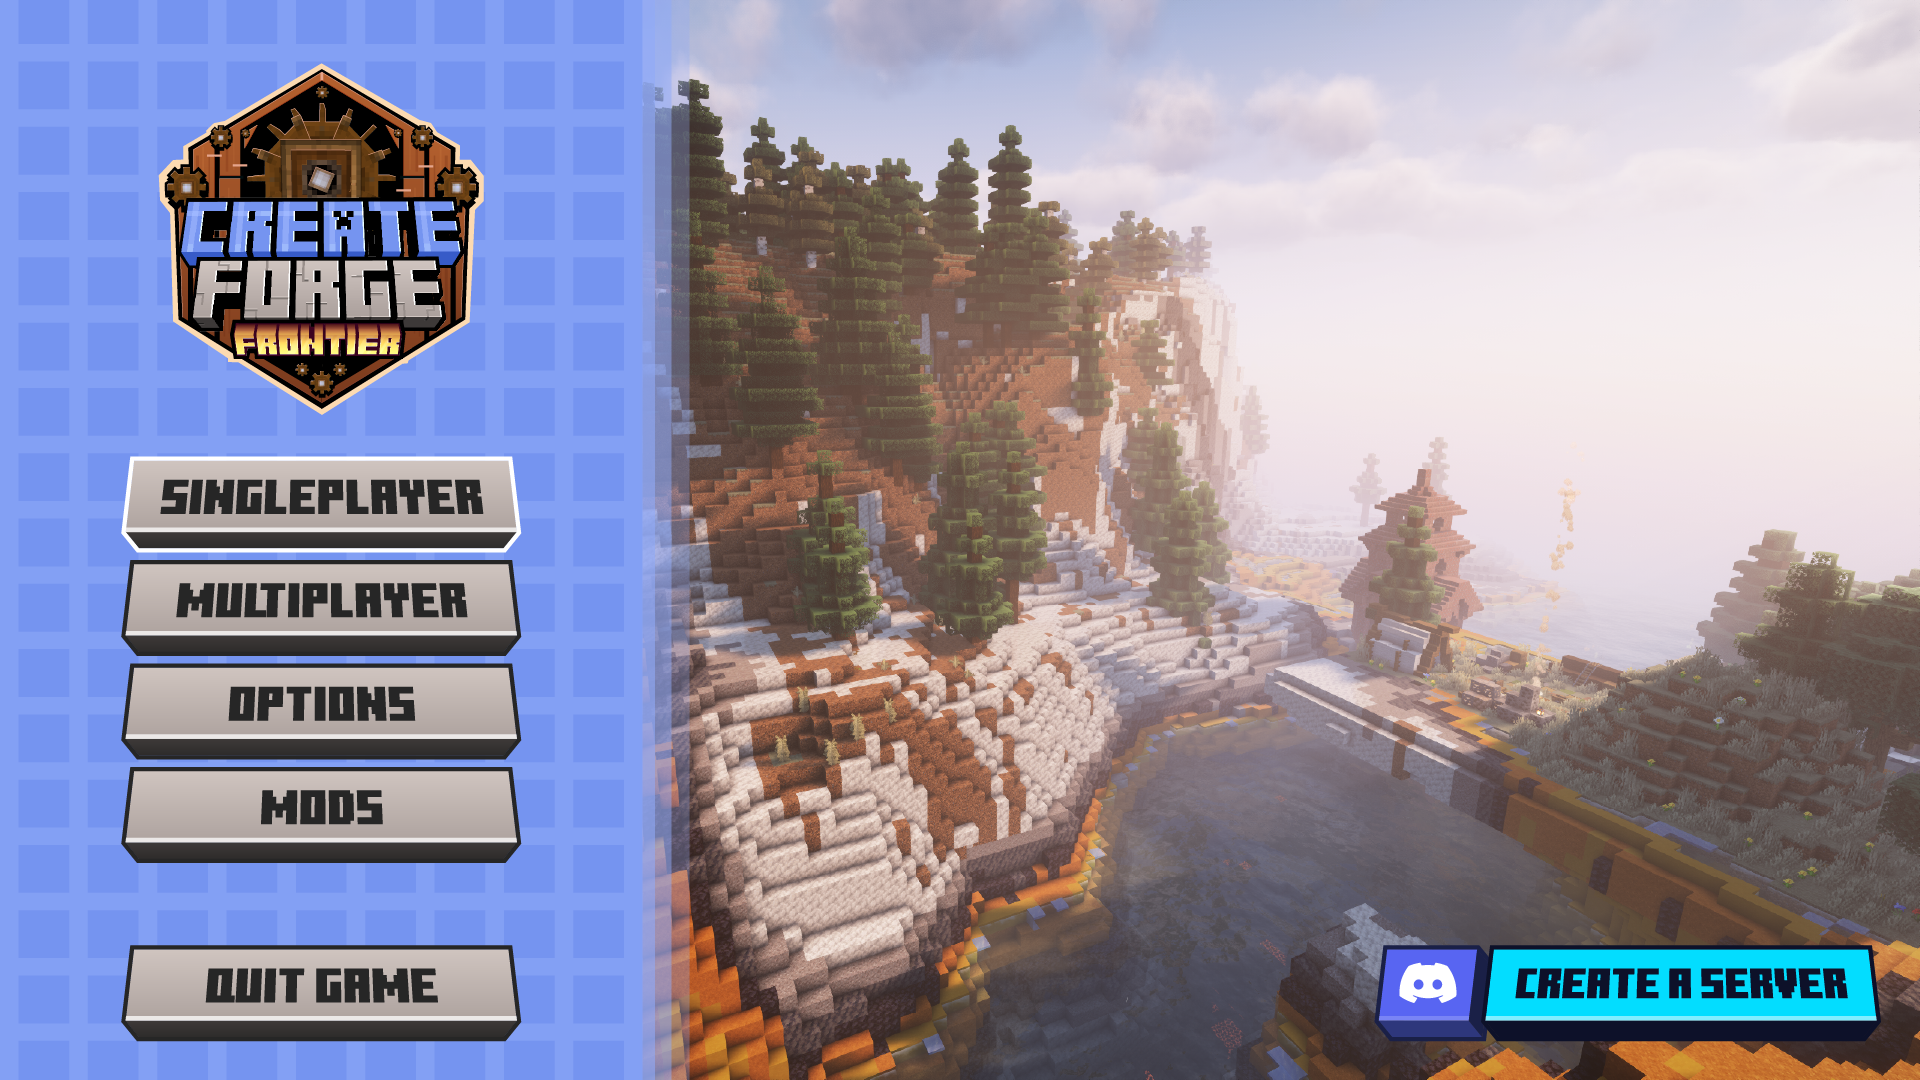 CREATE
FORGE
FRONTIER
SINGLEPLAYER
MULTIPLAYER
OPTIONS
MODS
QUIT GAME
CREATE A SERVER